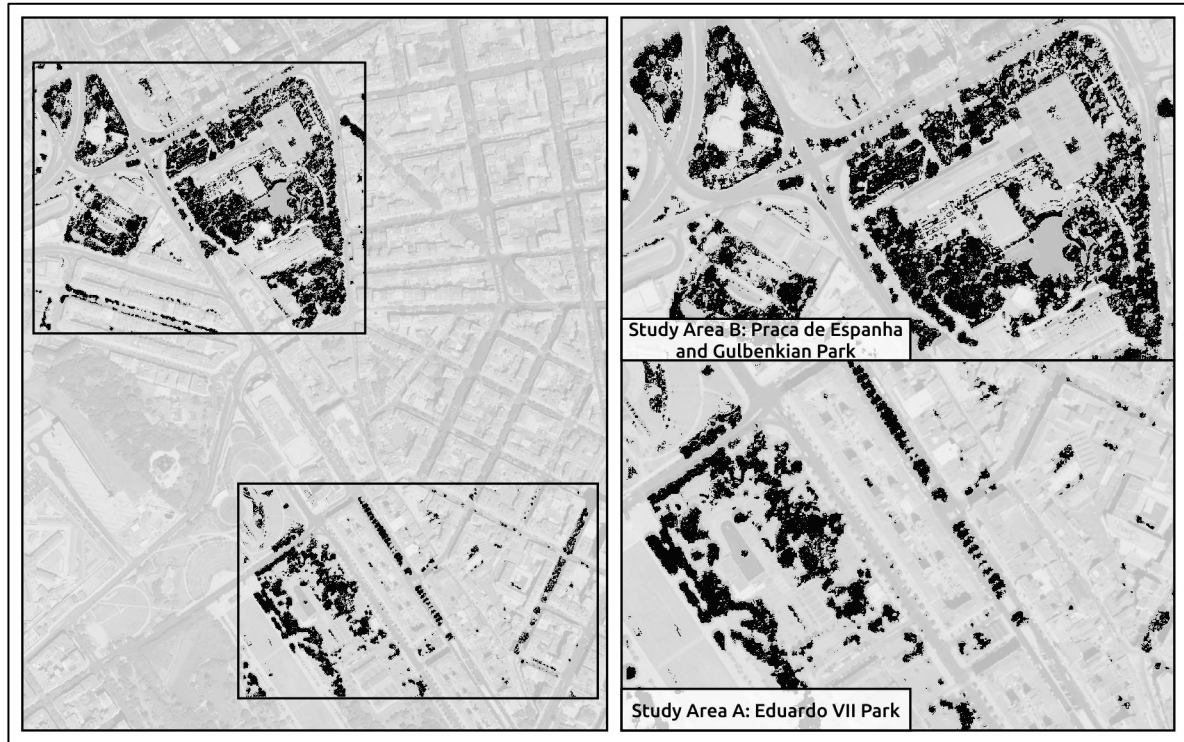 Study Area B: Praca de Espanha
and Gulbenkian Park
Study Area A: Eduardo VII Park